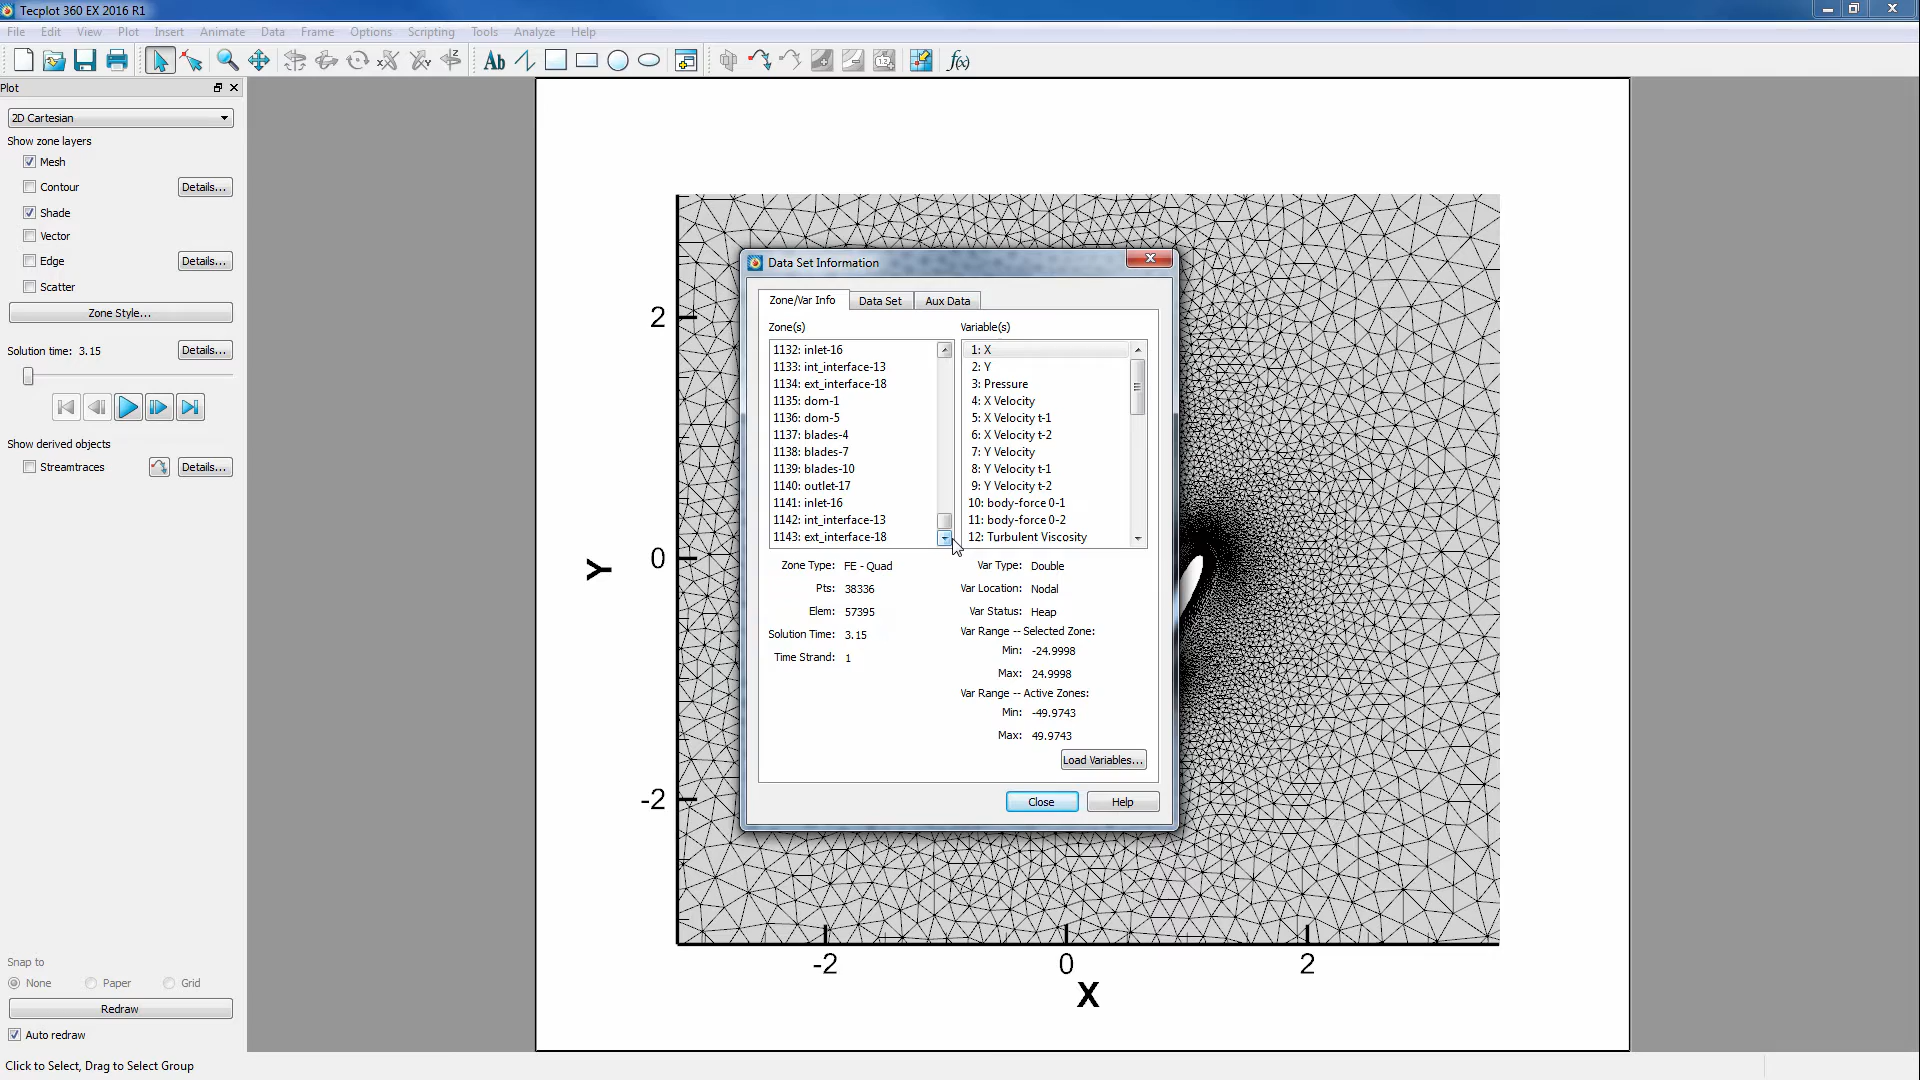 Tecplot 360 EX 2016 R1
File Edit View Plot Insert Animate Data Frame Options Scripting Tools Analyze Help
Ab
f(x)
Plot
2D Cartesian
Show zone layers
Mesh
Contour Details...
Shade
Vector
Edge Details...
Scatter
Zone Style...
Solution time: 3.15 Details...
Show derived objects
Streamtraces Details...
Snap to
None Paper Grid
Redraw
Auto redraw
Click to Select, Drag to Select Group
2
0
-2
Y
-2 0 2
X
Data Set Information
Zone/Var Info Data Set Aux Data
Zone(s)
1132: inlet-16
1133: int_interface-13
1134: ext_interface-18
1135: dom-1
1136: dom-5
1137: blades-4
1138: blades-7
1139: blades-10
1140: outlet-17
1141: inlet-16
1142: int_interface-13
1143: ext_interface-18
Variable(s)
1: X
2: Y
3: Pressure
4: X Velocity
5: X Velocity t-1
6: X Velocity t-2
7: Y Velocity
8: Y Velocity t-1
9: Y Velocity t-2
10: body-force 0-1
11: body-force 0-2
12: Turbulent Viscosity
Zone Type: FE - Quad
Pts: 38336
Elem: 57395
Solution Time: 3.15
Time Strand: 1
Var Type: Double
Var Location: Nodal
Var Status: Heap
Var Range -- Selected Zone:
Min: -24.9998
Max: 24.9998
Var Range -- Active Zones:
Min: -49.9743
Max: 49.9743
Load Variables...
Close Help